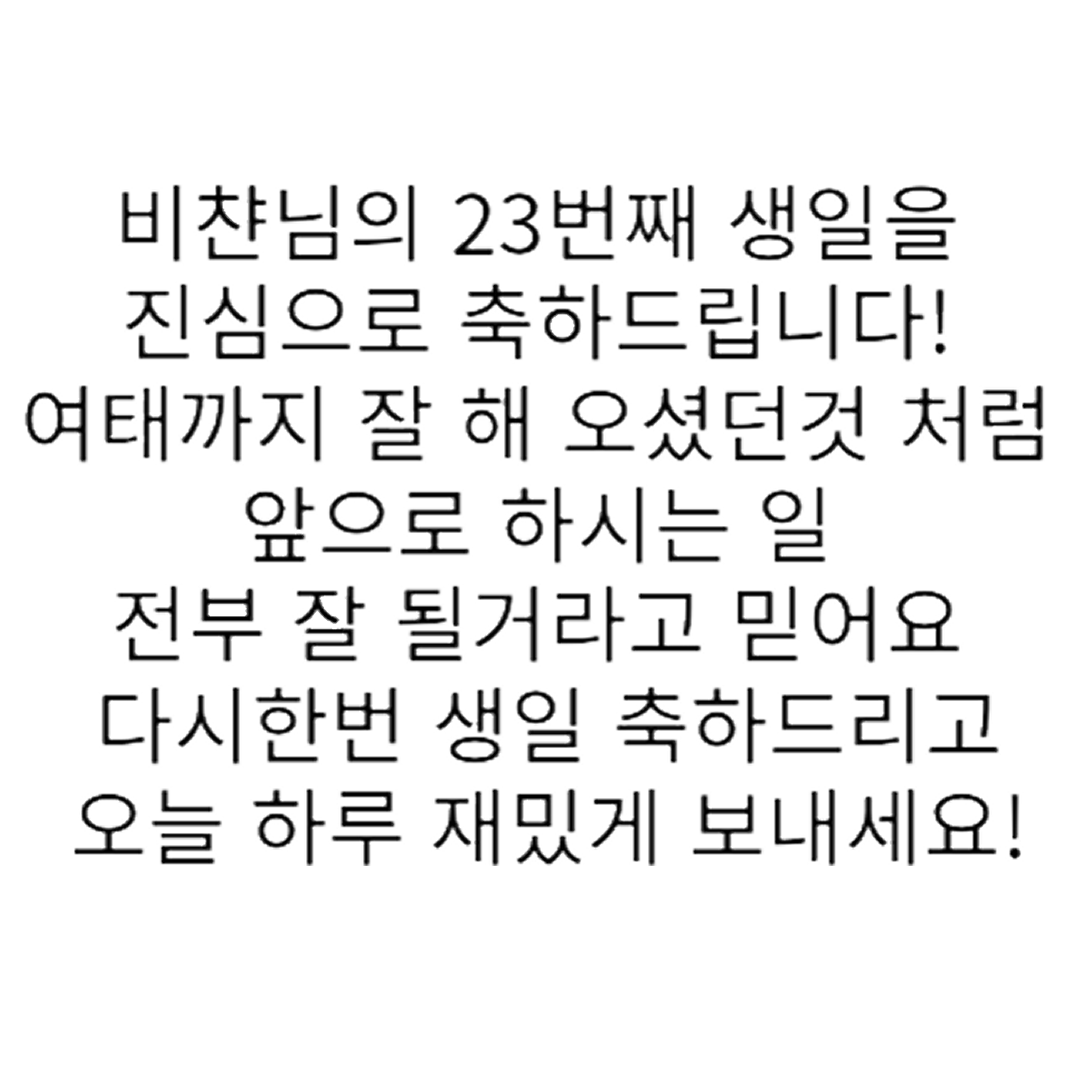 비챤님의 23번째 생일을
진심으로 축하드립니다!
여태까지 잘 해 오셨던것 처럼
앞으로 하시는 일
전부 잘 될거라고 믿어요
다시한번 생일 축하드리고
오늘 하루 재밌게 보내세요!